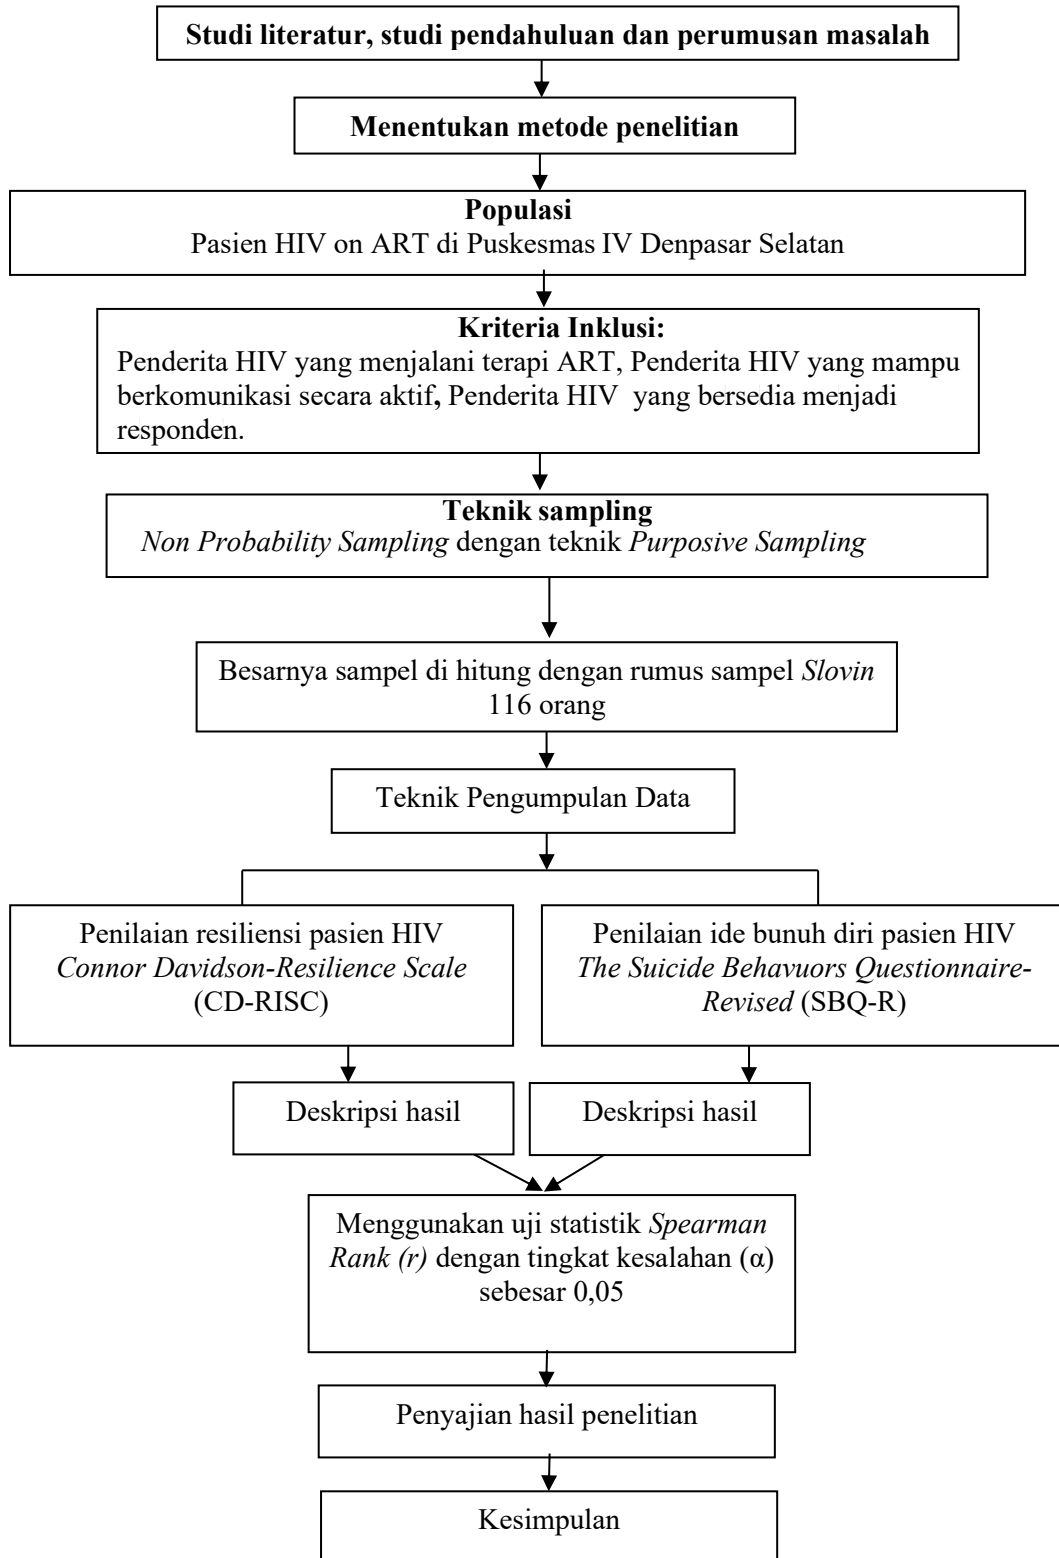 Studi literatur, studi pendahuluan dan perumusan masalah
Menentukan metode penelitian
Populasi
Pasien HIV on ART di Puskesmas IV Denpasar Selatan
Kriteria Inklusi:
Penderita HIV yang menjalani terapi ART, Penderita HIV yang mampu
berkomunikasi secara aktif, Penderita HIV yang bersedia menjadi
responden.
Teknik sampling
Non Probability Sampling dengan teknik Purposive Sampling
Besarnya sampel di hitung dengan rumus sampel Slovin
116 orang
Teknik Pengumpulan Data
Penilaian resiliensi pasien HIV
Connor Davidson-Resilience Scale
(CD-RISC)
Penilaian ide bunuh diri pasien HIV
The Suicide Behavuors Questionnaire-
Revised (SBQ-R)
Deskripsi hasil
Deskripsi hasil
Menggunakan uji statistik Spearman
Rank (r) dengan tingkat kesalahan (α)
sebesar 0,05
Penyajian hasil penelitian
Kesimpulan